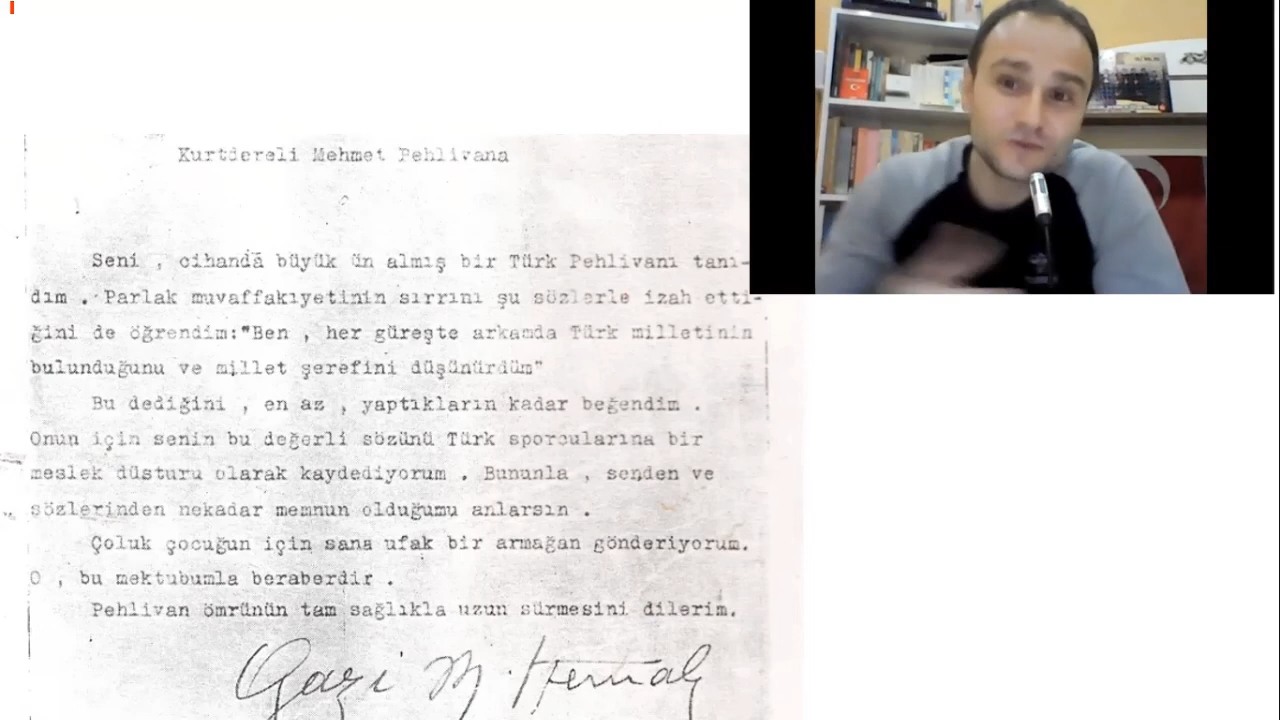 Kurtdereli Mehmet Pehlivana
Seni , cihanda büyük ün almış bir Türk Pehlivanı tanı-
dım . Parlak muvaffakıyetinin sırrını şu sözlerle izah etti-
ğini de öğrendim:"Ben , her güreşte arkamda Türk milletinin
bulunduğunu ve millet şerefini düşünürdüm"
Bu dediğini , en az , yaptıkların kadar beğendim .
Onun için senin bu değerli sözünü Türk sporcularına bir
meslek düsturu olarak kaydediyorum . Bununla , senden ve
sözlerinden nekadar memnun olduğumu anlarsın .
Çoluk çocuğun için sana ufak bir armağan gönderiyorum.
O , bu mektubumla beraberdir .
Pehlivan ömrünün tam sağlıkla uzun sürmesini dilerim.
Gazi M. Kemal